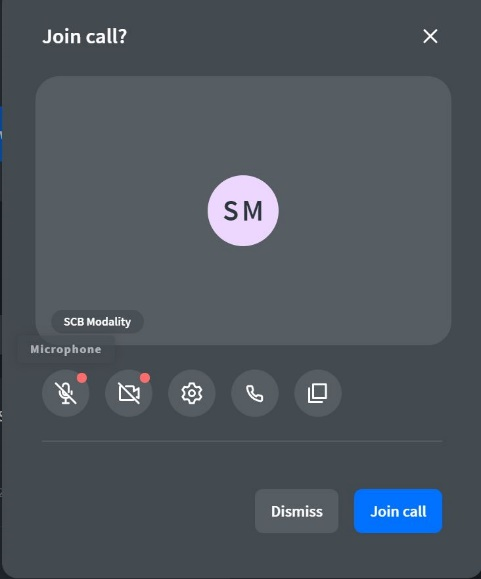 Join call?
SM
SCB Modality
Microphone
Dismiss
Join call